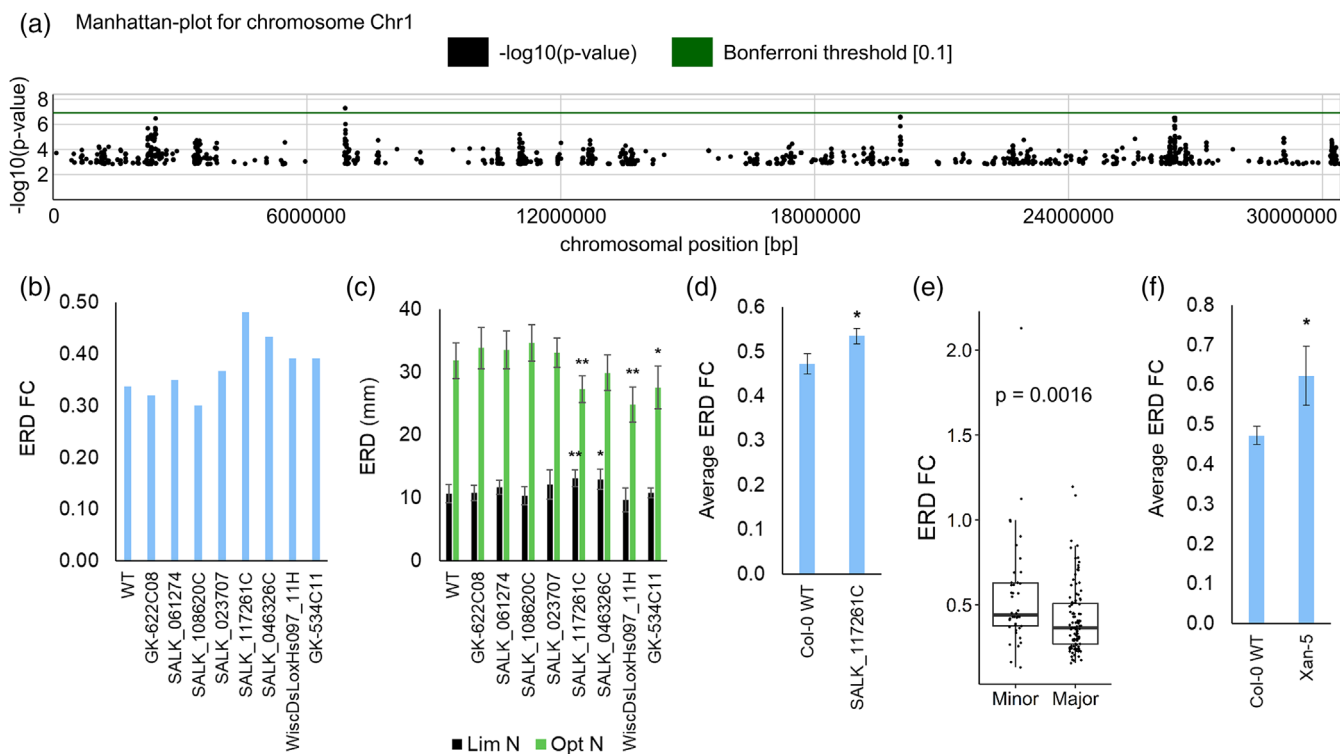 (a) Manhattan-plot for chromosome Chr1
-log10(p-value) Bonferroni threshold [0.1]
-log10(p-value)
8
6
4
2
0 6000000 12000000 18000000 24000000 30000000
chromosomal position [bp]
(b)
ERD FC
0.50
0.40
0.30
0.20
0.10
0.00
WT
GK-622C08
SALK_061274
SALK_108620C
SALK_023707
SALK_117261C
SALK_046326C
WiscDsLoxHs097_11H
GK-534C11
(c)
ERD (mm)
40
30
20
10
0
** ** *
** *
WT
GK-622C08
SALK_061274
SALK_108620C
SALK_023707
SALK_117261C
SALK_046326C
WiscDsLoxHs097_11H
GK-534C11
Lim N Opt N
(d)
Average ERD FC
0.6
0.5
0.4
0.3
0.2
0.1
0.0
*
Col-0 WT
SALK_117261C
(e)
ERD FC
2.0
1.5
1.0
0.5
p = 0.0016
Minor Major
(f)
Average ERD FC
0.8
0.7
0.6
0.5
0.4
0.3
0.2
0.1
0.0
*
Col-0 WT
Xan-5